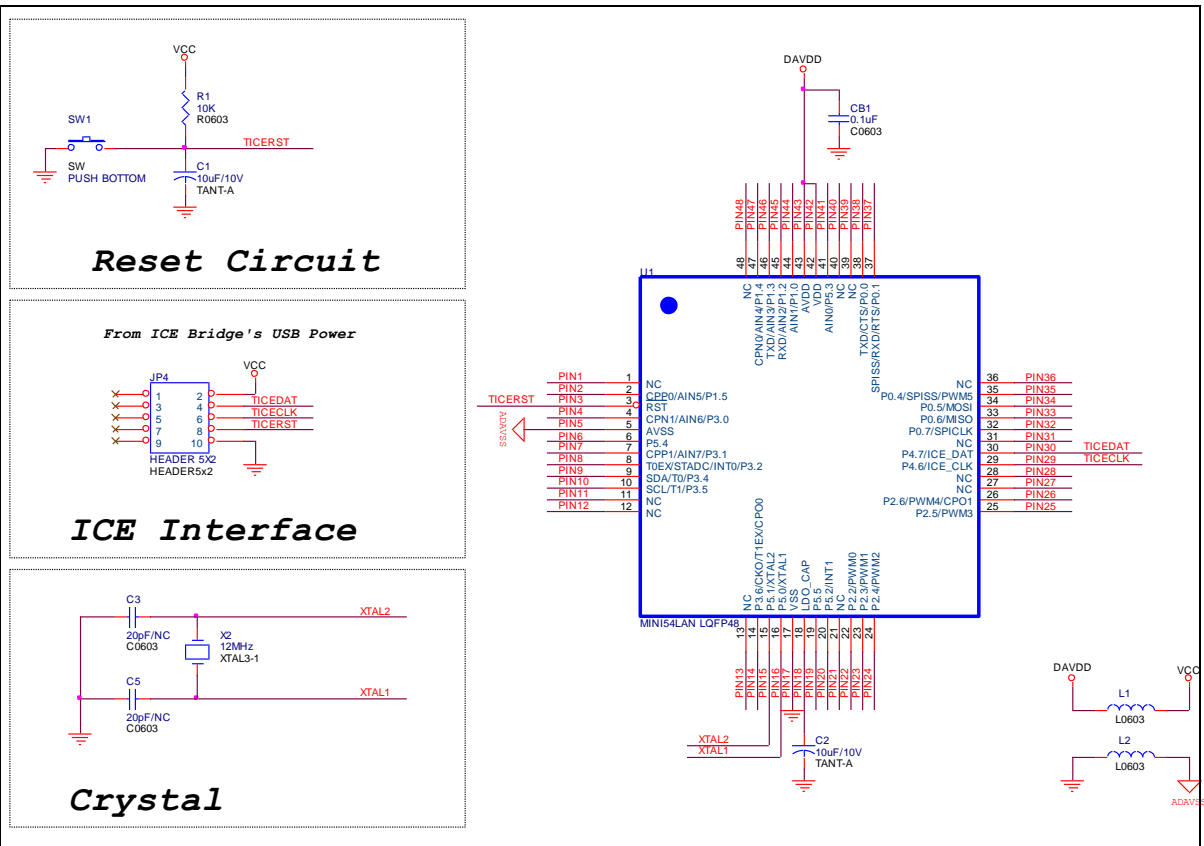 VCC
R1
10K
R0603
SW1
TICERST
SW
PUSH BOTTOM
C1
10uF/10V
TANT-A
Reset Circuit
From ICE Bridge's USB Power
VCC
JP4
1 2
3 4
5 6
7 8
9 10
TICEDAT
TICECLK
TICERST
HEADER 5X2
HEADER5x2
ICE Interface
C3
20pF/NC
C0603
XTAL2
X2
12MHz
XTAL3-1
C5
20pF/NC
C0603
XTAL1
Crystal
DAVDD
CB1
0.1uF
C0603
PIN48
PIN47
PIN46
PIN45
PIN44
PIN43
PIN42
PIN41
PIN40
PIN39
PIN38
PIN37
48
47
46
45
44
43
42
41
40
39
38
37
U1
NC
CPN0/AIN4/P1.4
TXD/AIN3/P1.3
RXD/AIN2/P1.2
AIN1/P1.0
AVDD
VDD
AIN0/P5.3
NC
NC
TXD/CTS/P0.0
SPISS/RXD/RTS/P0.1
PIN1 1 NC
PIN2 2 CPP0/AIN5/P1.5
TICERST PIN3 3 RST
PIN4 4 CPN1/AIN6/P3.0
ADAVSS
PIN5 5 AVSS
PIN6 6 P5.4
PIN7 7 CPP1/AIN7/P3.1
PIN8 8 T0EX/STADC/INT0/P3.2
PIN9 9 SDA/T0/P3.4
PIN10 10 SCL/T1/P3.5
PIN11 11 NC
PIN12 12 NC
NC 36 PIN36
P0.4/SPISS/PWM5 35 PIN35
P0.5/MOSI 34 PIN34
P0.6/MISO 33 PIN33
P0.7/SPICLK 32 PIN32
NC 31 PIN31
P4.7/ICE_DAT 30 PIN30 TICEDAT
P4.6/ICE_CLK 29 PIN29 TICECLK
NC 28 PIN28
NC 27 PIN27
P2.6/PWM4/CPO1 26 PIN26
P2.5/PWM3 25 PIN25
NC
P3.6/CKO/T1EX/CPO0
P5.1/XTAL2
P5.0/XTAL1
VSS
LDO_CAP
P5.5
P5.2/INT1
NC
P2.2/PWM0
P2.3/PWM1
P2.4/PWM2
MINI54LAN LQFP48
13
14
15
16
17
18
19
20
21
22
23
24
PIN13
PIN14
PIN15
PIN16
PIN17
PIN18
PIN19
PIN20
PIN21
PIN22
PIN23
PIN24
XTAL2
XTAL1
C2
10uF/10V
TANT-A
DAVDD
VCC
L1
L0603
L2
L0603
ADAVSS